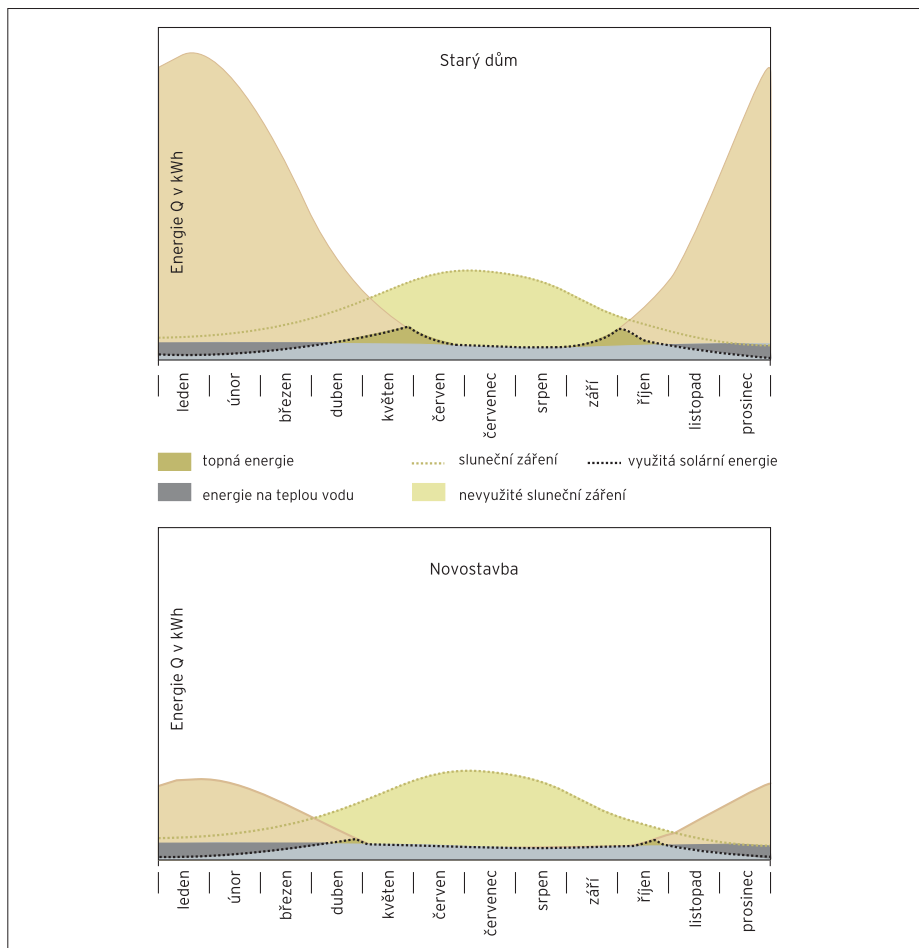 Starý dům
Energie Q v kWh
leden
únor
březen
duben
květen
červen
červenec
srpen
září
říjen
listopad
prosinec
topná energie
sluneční záření
využitá solární energie
energie na teplou vodu
nevyužité sluneční záření
Novostavba
Energie Q v kWh
leden
únor
březen
duben
květen
červen
červenec
srpen
září
říjen
listopad
prosinec